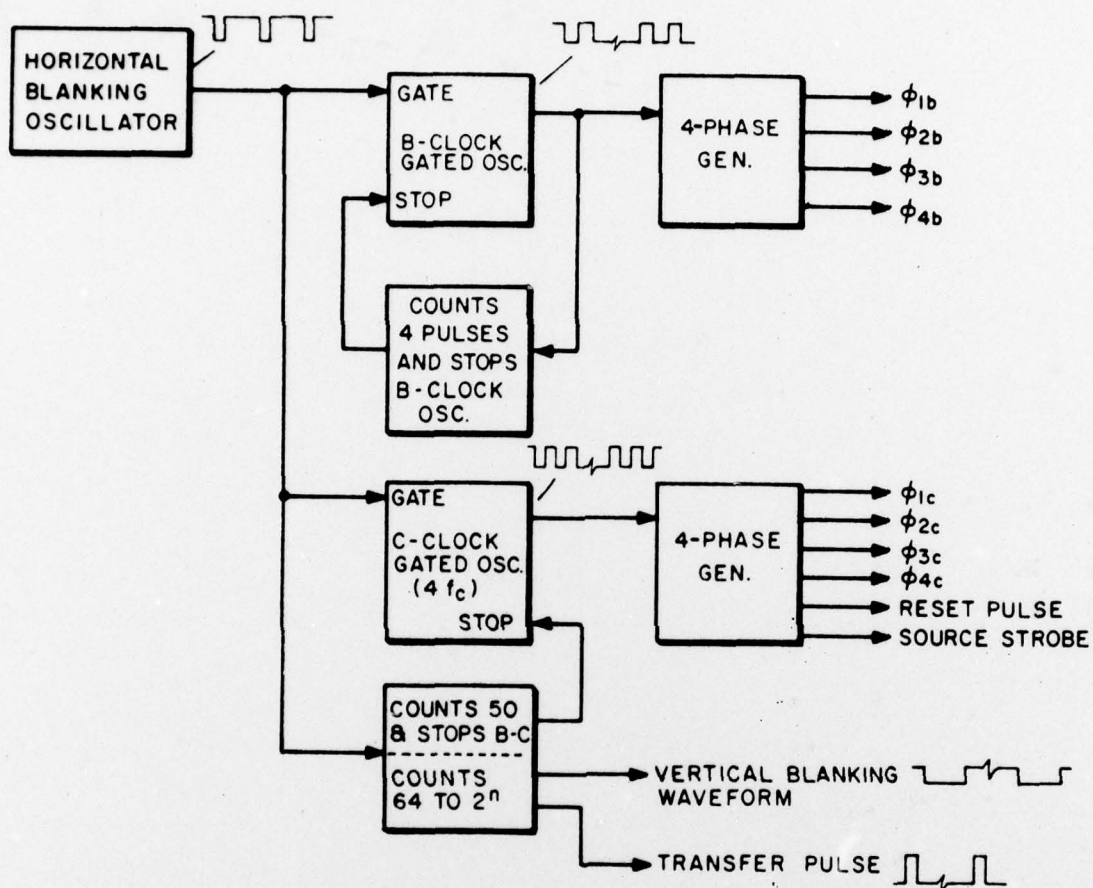 HORIZONTAL
BLANKING
OSCILLATOR
GATE
B-CLOCK
GATED OSC.
STOP
4-PHASE
GEN.
ϕ1b
ϕ2b
ϕ3b
ϕ4b
COUNTS
4 PULSES
AND STOPS
B-CLOCK
OSC.
GATE
C-CLOCK
GATED OSC.
(4 fc)
STOP
4-PHASE
GEN.
ϕ1c
ϕ2c
ϕ3c
ϕ4c
RESET PULSE
SOURCE STROBE
COUNTS 50
& STOPS B-C
COUNTS
64 TO 2ⁿ
VERTICAL BLANKING
WAVEFORM
TRANSFER PULSE